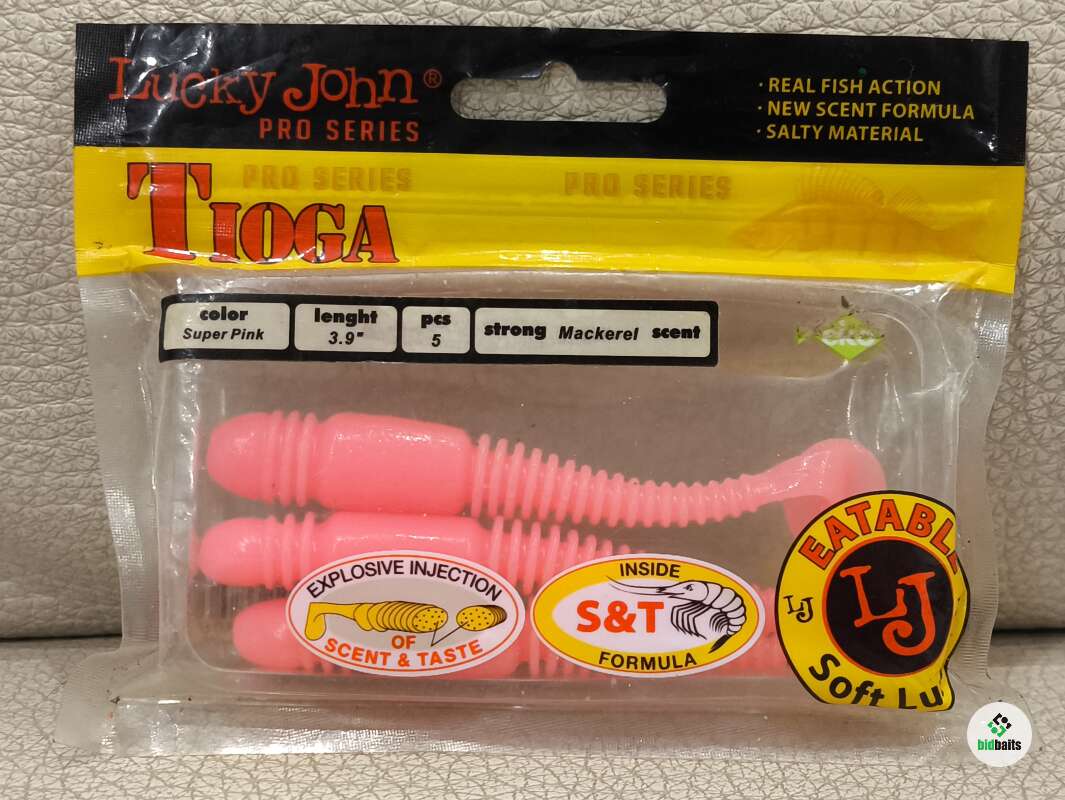 Lucky John®
PRO SERIES
· REAL FISH ACTION
· NEW SCENT FORMULA
· SALTY MATERIAL
PRO SERIES
PRO SERIES
TIOGA
color
Super Pink
lenght
3.9"
pcs
5
strong Mackerel scent
EXPLOSIVE INJECTION
OF
SCENT & TASTE
INSIDE
S&T
FORMULA
EATABL
LJ
LJ
Soft Lu
bidbaits